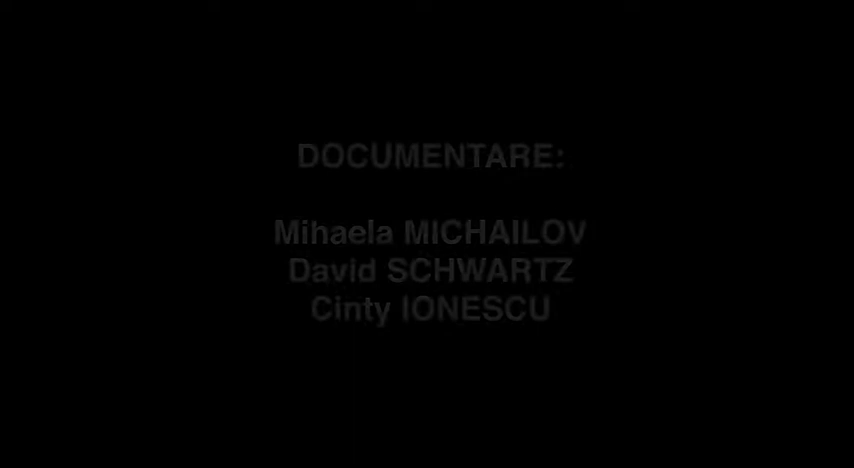 DOCUMENTARE:
Mihaela MICHAILOV
David SCHWARTZ
Cinty IONESCU